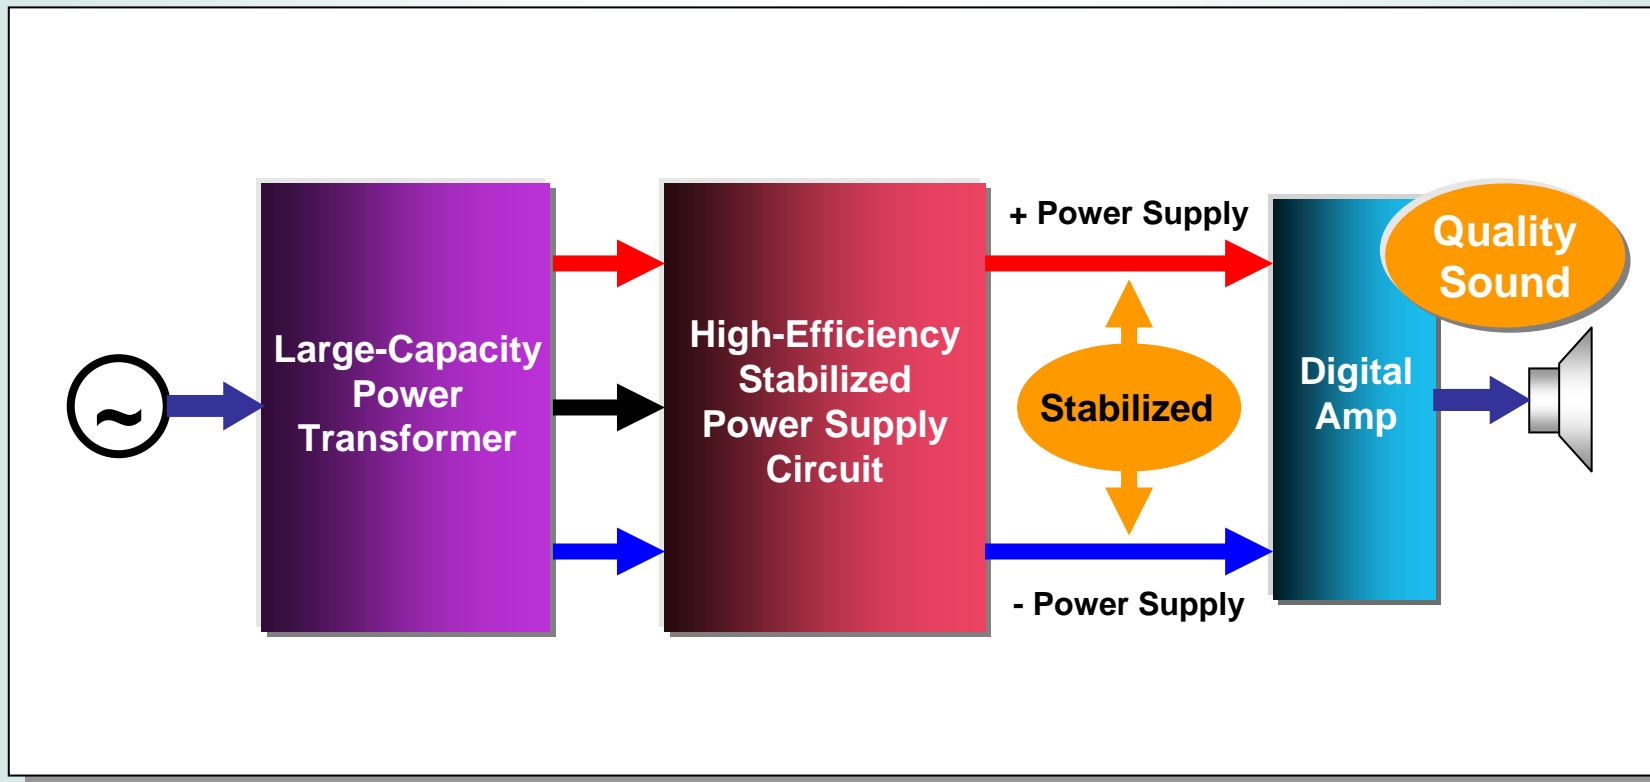 ~
Large-Capacity
Power
Transformer
High-Efficiency
Stabilized
Power Supply
Circuit
+ Power Supply
Stabilized
- Power Supply
Digital
Amp
Quality
Sound